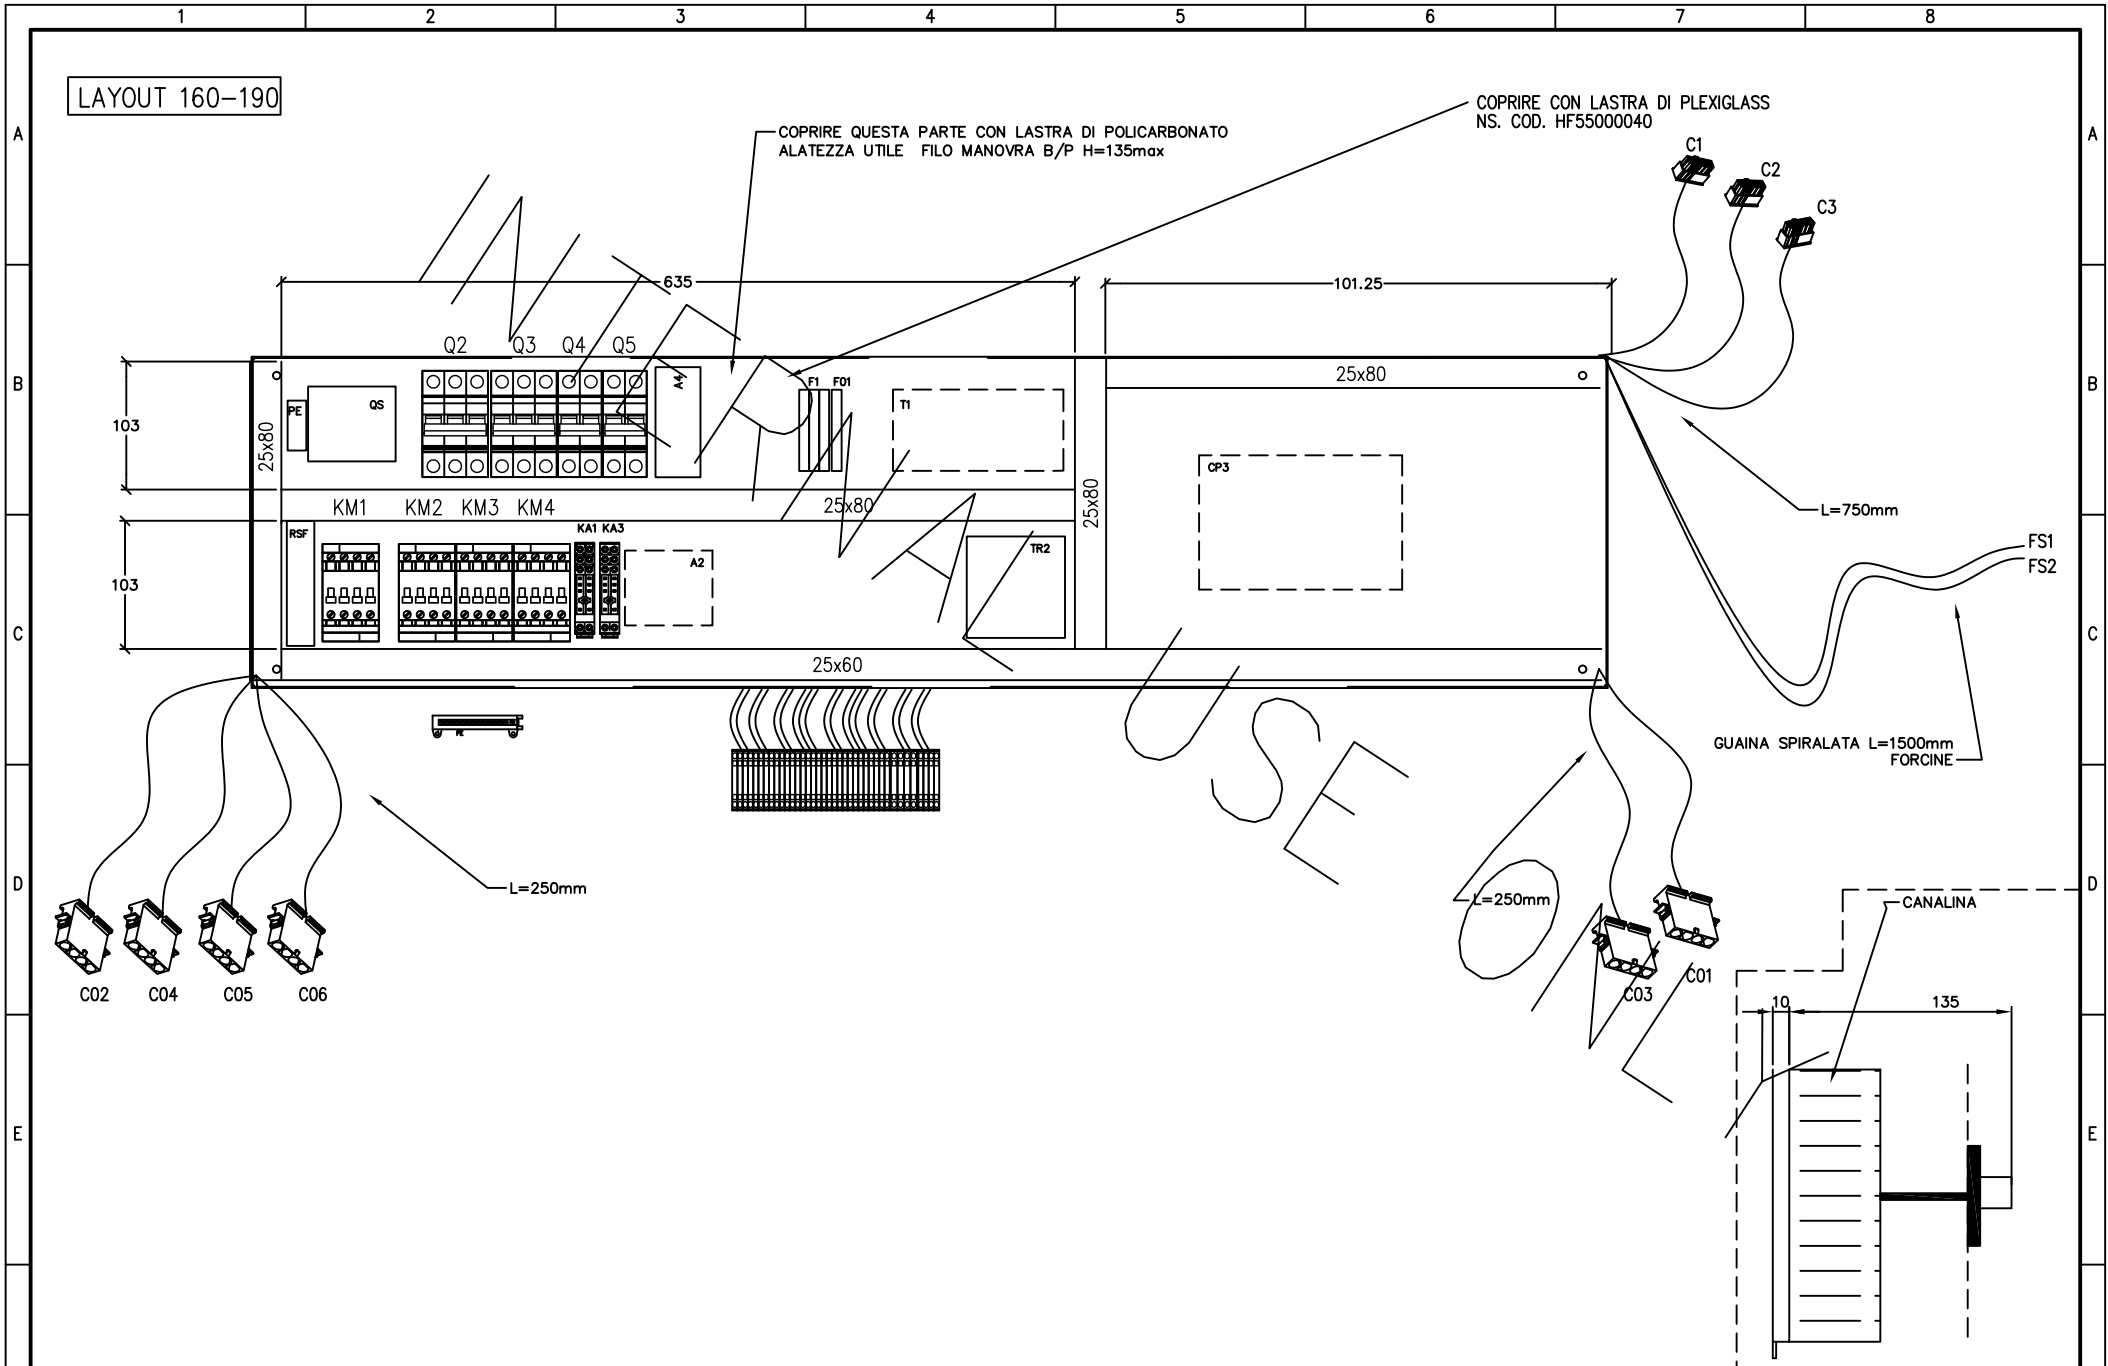 1 2 3 4 5 6 7 8
A A
LAYOUT 160-190
COPRIRE QUESTA PARTE CON LASTRA DI POLICARBONATO
ALATEZZA UTILE FILO MANOVRA B/P H=135max
COPRIRE CON LASTRA DI PLEXIGLASS
NS. COD. HF55000040
C1
C2
C3
635
101.25
Q2 Q3 Q4 Q5
B B
103
25x80
PE
QS
A4
F1 F01
T1
25x80
CP3
KM1 KM2 KM3 KM4
25x80
25x80
L=750mm
RSF
KA1 KA3
A2
TR2
103
FS1
FS2
C C
25x60
PE
GUAINA SPIRALATA L=1500mm
FORCINE
D D
L=250mm
L=250mm
CANALINA
C02 C04 C05 C06
C03
C01
10
135
E E